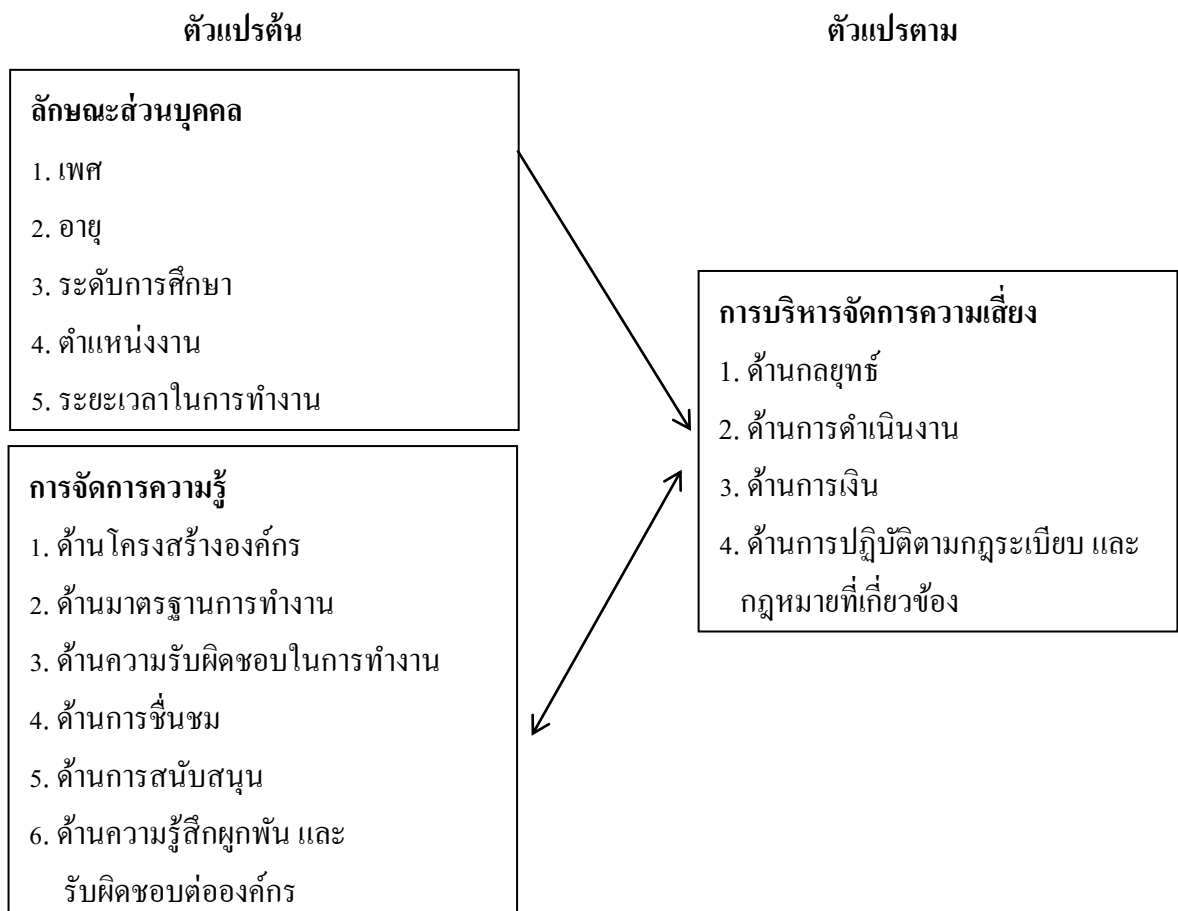 ตัวแปรต้น
ตัวแปรตาม
ลักษณะส่วนบุคคล
1. เพศ
2. อายุ
3. ระดับการศึกษา
4. ตำแหน่งงาน
5. ระยะเวลาในการทำงาน
การจัดการความรู้
1. ด้านโครงสร้างองค์กร
2. ด้านมาตรฐานการทำงาน
3. ด้านความรับผิดชอบในการทำงาน
4. ด้านการชื่นชม
5. ด้านการสนับสนุน
6. ด้านความรู้สึกผูกพัน และ
รับผิดชอบต่อองค์กร
การบริหารจัดการความเสี่ยง
1. ด้านกลยุทธ์
2. ด้านการดำเนินงาน
3. ด้านการเงิน
4. ด้านการปฏิบัติตามกฎระเบียบ และ
กฎหมายที่เกี่ยวข้อง